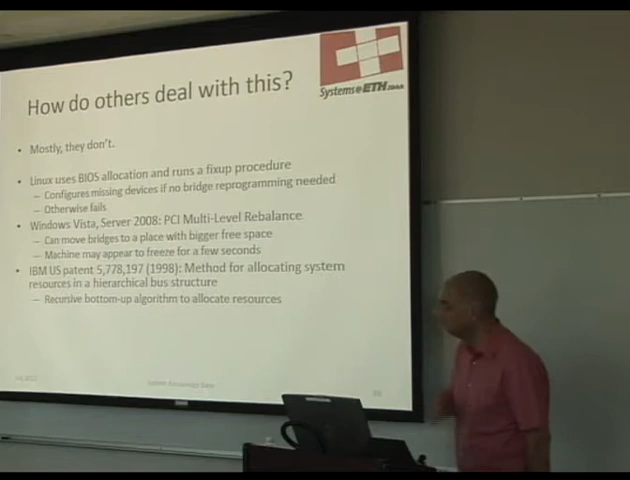 How do others deal with this?
Systems@ETH
• Mostly, they don't.
• Linux uses BIOS allocation and runs a fixup procedure
– Configures missing devices if no bridge reprogramming needed
– Otherwise fails
• Windows Vista, Server 2008: PCI Multi-Level Rebalance
– Can move bridges to a place with bigger free space
– Machine may appear to freeze for a few seconds
• IBM US patent 5,778,197 (1998): Method for allocating system
resources in a hierarchical bus structure
– Recursive bottom-up algorithm to allocate resources